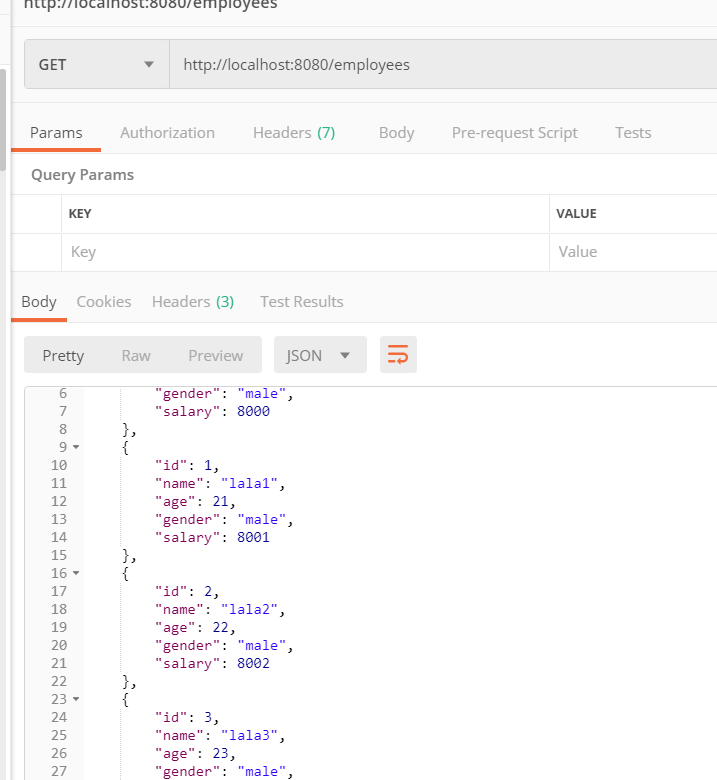 http://localhost:8080/employees
GET http://localhost:8080/employees
Params Authorization Headers (7) Body Pre-request Script Tests
Query Params
KEY VALUE
Key Value
Body Cookies Headers (3) Test Results
Pretty Raw Preview JSON
6 "gender": "male",
7 "salary": 8000
8 },
9 {
10 "id": 1,
11 "name": "lala1",
12 "age": 21,
13 "gender": "male",
14 "salary": 8001
15 },
16 {
17 "id": 2,
18 "name": "lala2",
19 "age": 22,
20 "gender": "male",
21 "salary": 8002
22 },
23 {
24 "id": 3,
25 "name": "lala3",
26 "age": 23,
27 "gender": "male",